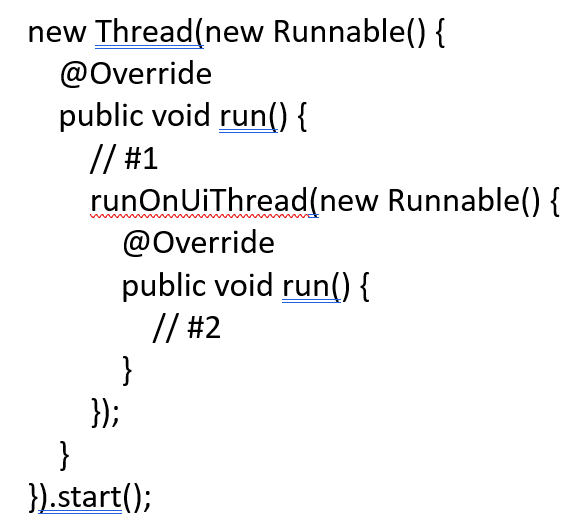 new Thread(new Runnable() {
@Override
public void run() {
// #1
runOnUiThread(new Runnable() {
@Override
public void run() {
// #2
}
});
}
}).start();